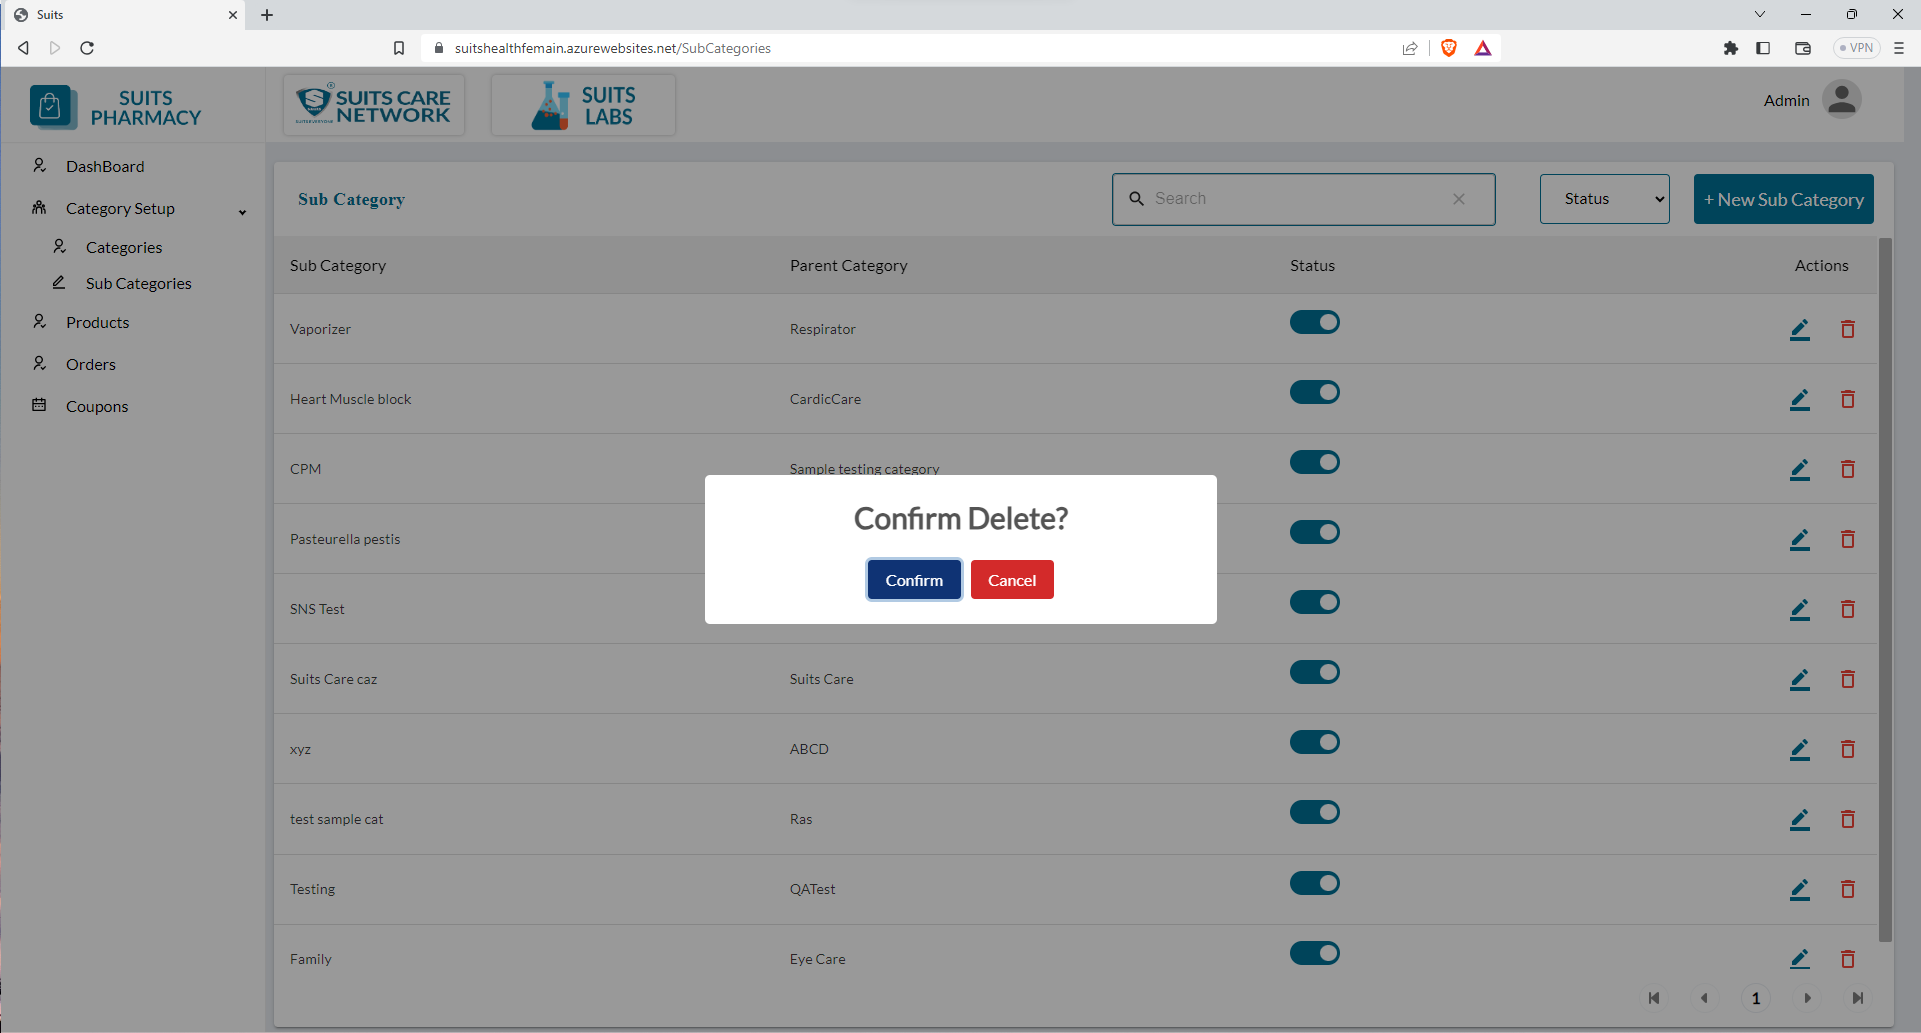 Suits
suitshealthfemain.azurewebsites.net/SubCategories
VPN
SUITS
PHARMACY
SUITS CARE
NETWORK
SUITS
LABS
Admin
DashBoard
Category Setup
Categories
Sub Categories
Products
Orders
Coupons
Sub Category
Search
Status
+ New Sub Category
Sub Category Parent Category Status Actions
Vaporizer Respirator
Heart Muscle block CardicCare
CPM Sample testing category
Pasteurella pestis
SNS Test
Suits Care caz Suits Care
xyz ABCD
test sample cat Ras
Testing QATest
Family Eye Care
Confirm Delete?
Confirm Cancel
1